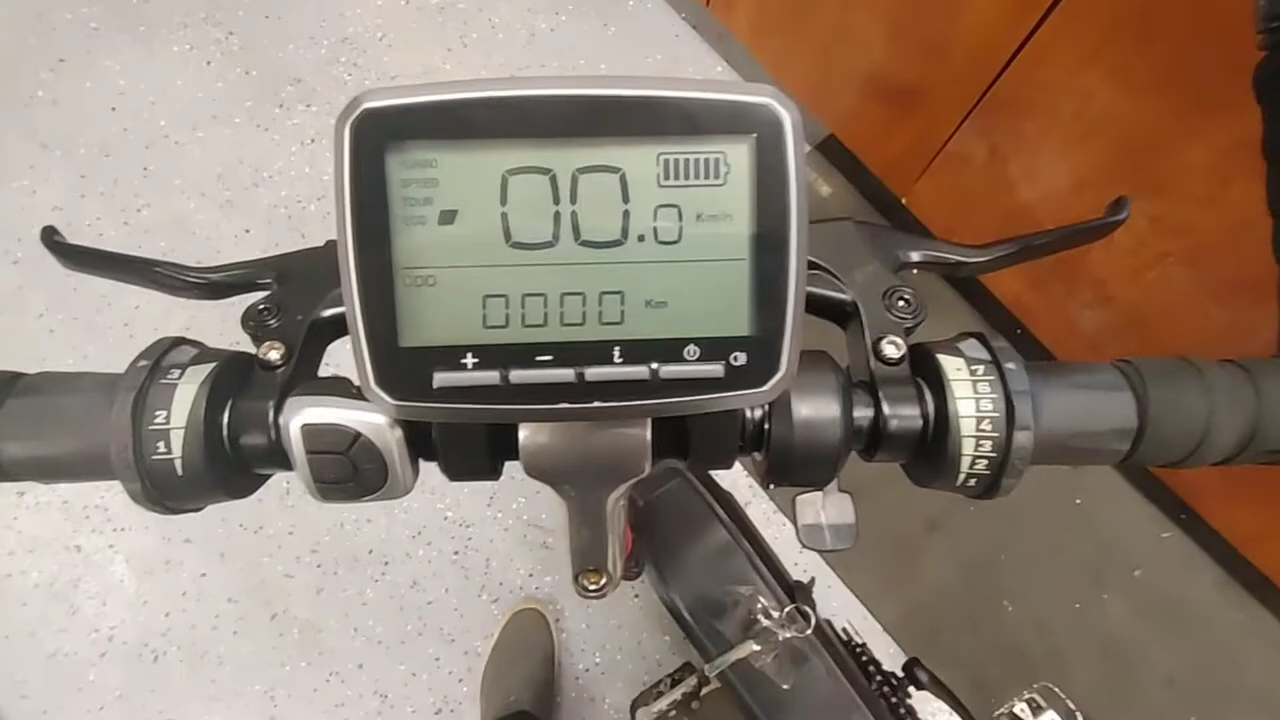 TURBO
SPEED
TOUR
ECO
00.0 Km/h
ODO
0000 Km
+ − i
3
2
1
7
6
5
4
3
2
1